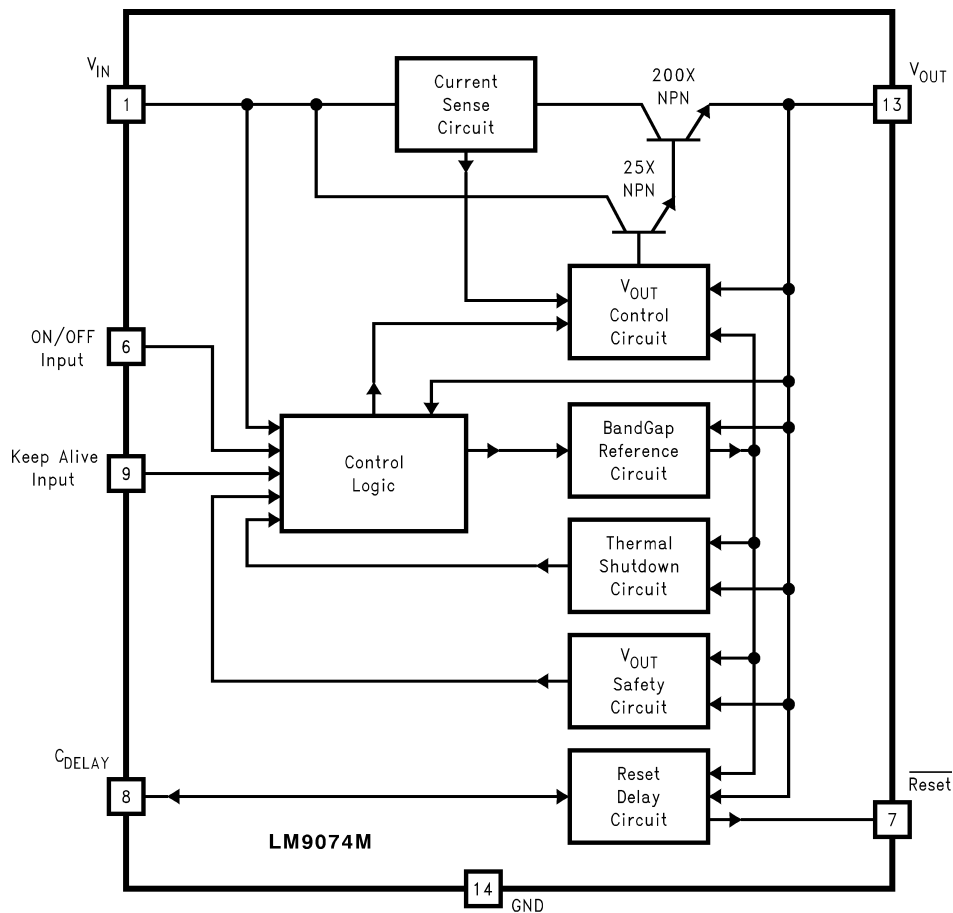 V_IN
1
Current
Sense
Circuit
200X
NPN
V_OUT
13
25X
NPN
V_OUT
Control
Circuit
ON/OFF
Input
6
Keep Alive
Input
9
Control
Logic
BandGap
Reference
Circuit
Thermal
Shutdown
Circuit
V_OUT
Safety
Circuit
C_DELAY
8
Reset
Delay
Circuit
Reset
7
LM9074M
14
GND